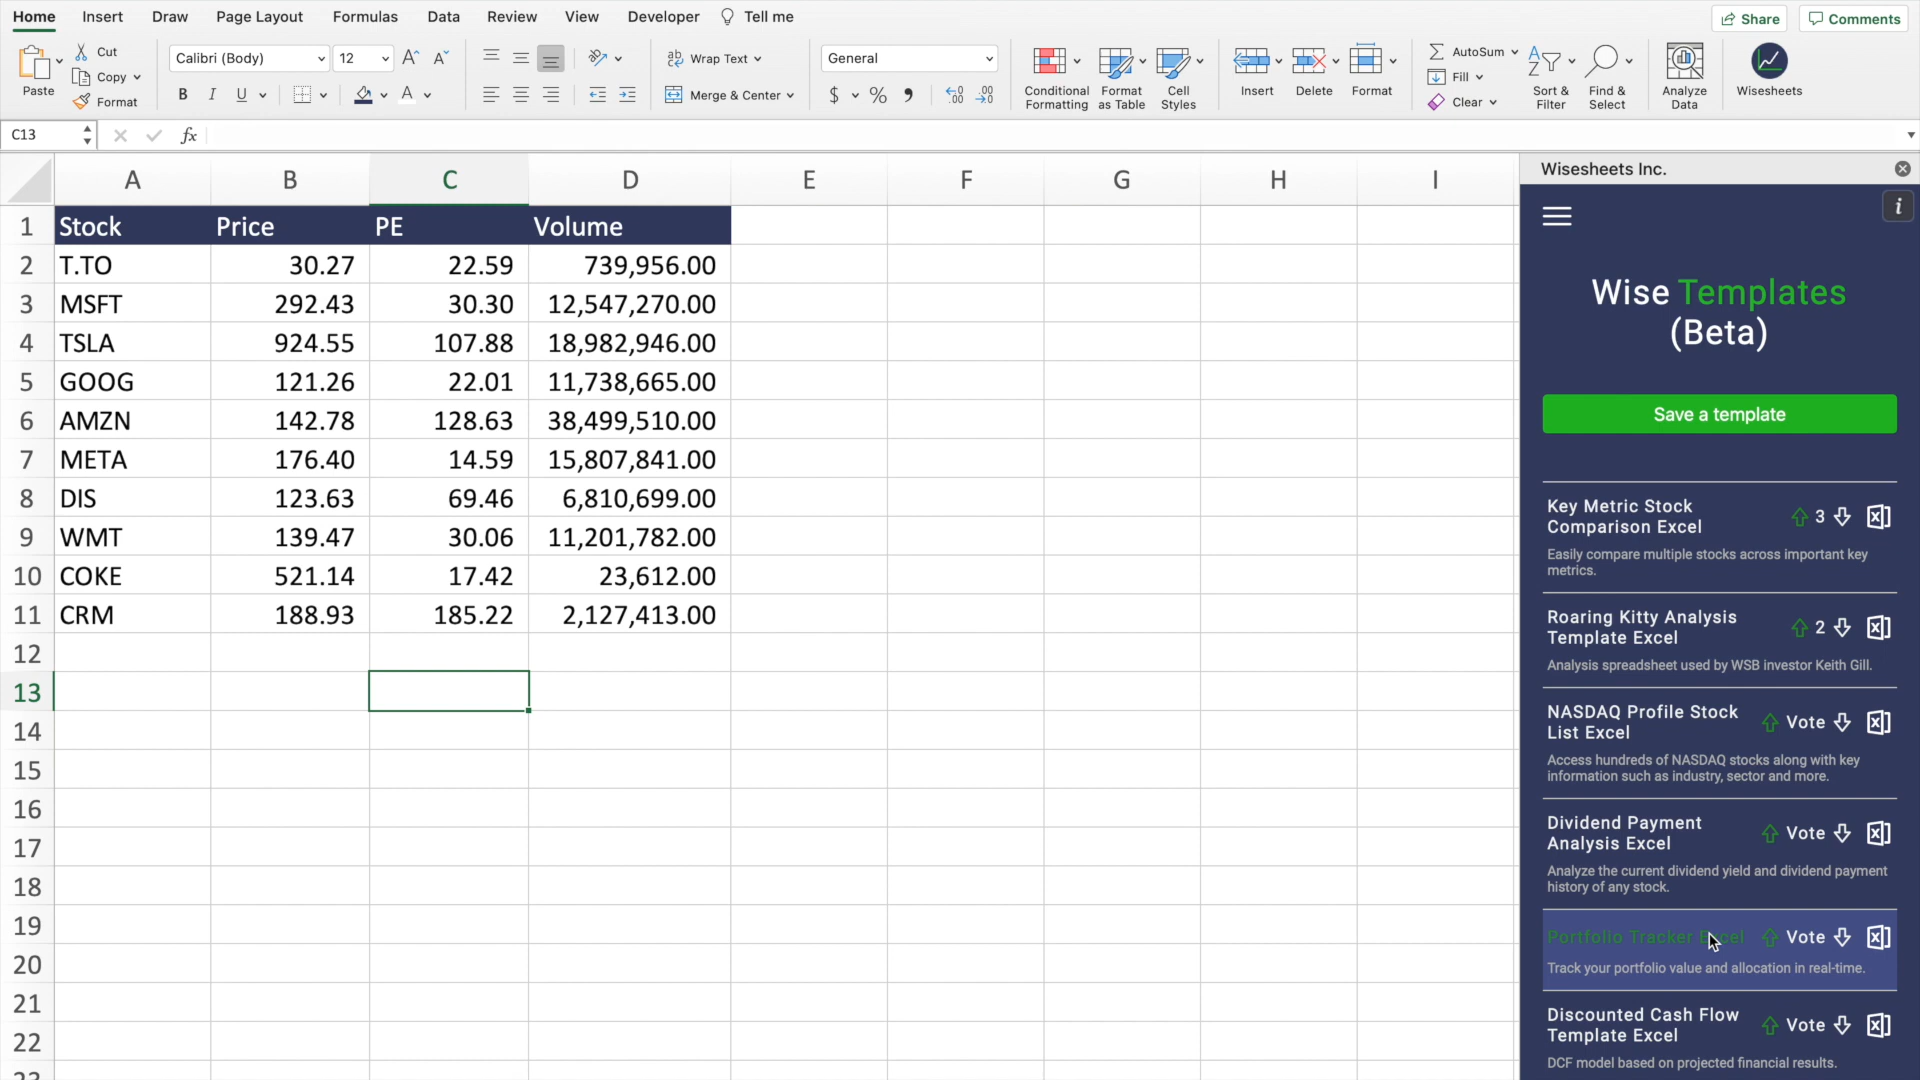 Home Insert Draw Page Layout Formulas Data Review View Developer Tell me Share Comments
Paste Cut Copy Format
Calibri (Body) 12
B I U A
Wrap Text
Merge & Center
General
$ %
Conditional Formatting
Format as Table
Cell Styles
Insert Delete Format
AutoSum
Fill
Clear
Sort & Filter
Find & Select
Analyze Data
Wisesheets
C13 fx
A B C D E F G H I
1 Stock Price PE Volume
2 T.TO 30.27 22.59 739,956.00
3 MSFT 292.43 30.30 12,547,270.00
4 TSLA 924.55 107.88 18,982,946.00
5 GOOG 121.26 22.01 11,738,665.00
6 AMZN 142.78 128.63 38,499,510.00
7 META 176.40 14.59 15,807,841.00
8 DIS 123.63 69.46 6,810,699.00
9 WMT 139.47 30.06 11,201,782.00
10 COKE 521.14 17.42 23,612.00
11 CRM 188.93 185.22 2,127,413.00
12
13
14
15
16
17
18
19
20
21
22
23
Wisesheets Inc.
i
Wise Templates
(Beta)
Save a template
Key Metric Stock
Comparison Excel
3
Easily compare multiple stocks across important key
metrics.
Roaring Kitty Analysis
Template Excel
2
Analysis spreadsheet used by WSB investor Keith Gill.
NASDAQ Profile Stock
List Excel
Vote
Access hundreds of NASDAQ stocks along with key
information such as industry, sector and more.
Dividend Payment
Analysis Excel
Vote
Analyze the current dividend yield and dividend payment
history of any stock.
Portfolio Tracker Excel
Vote
Track your portfolio value and allocation in real-time.
Discounted Cash Flow
Template Excel
Vote
DCF model based on projected financial results.